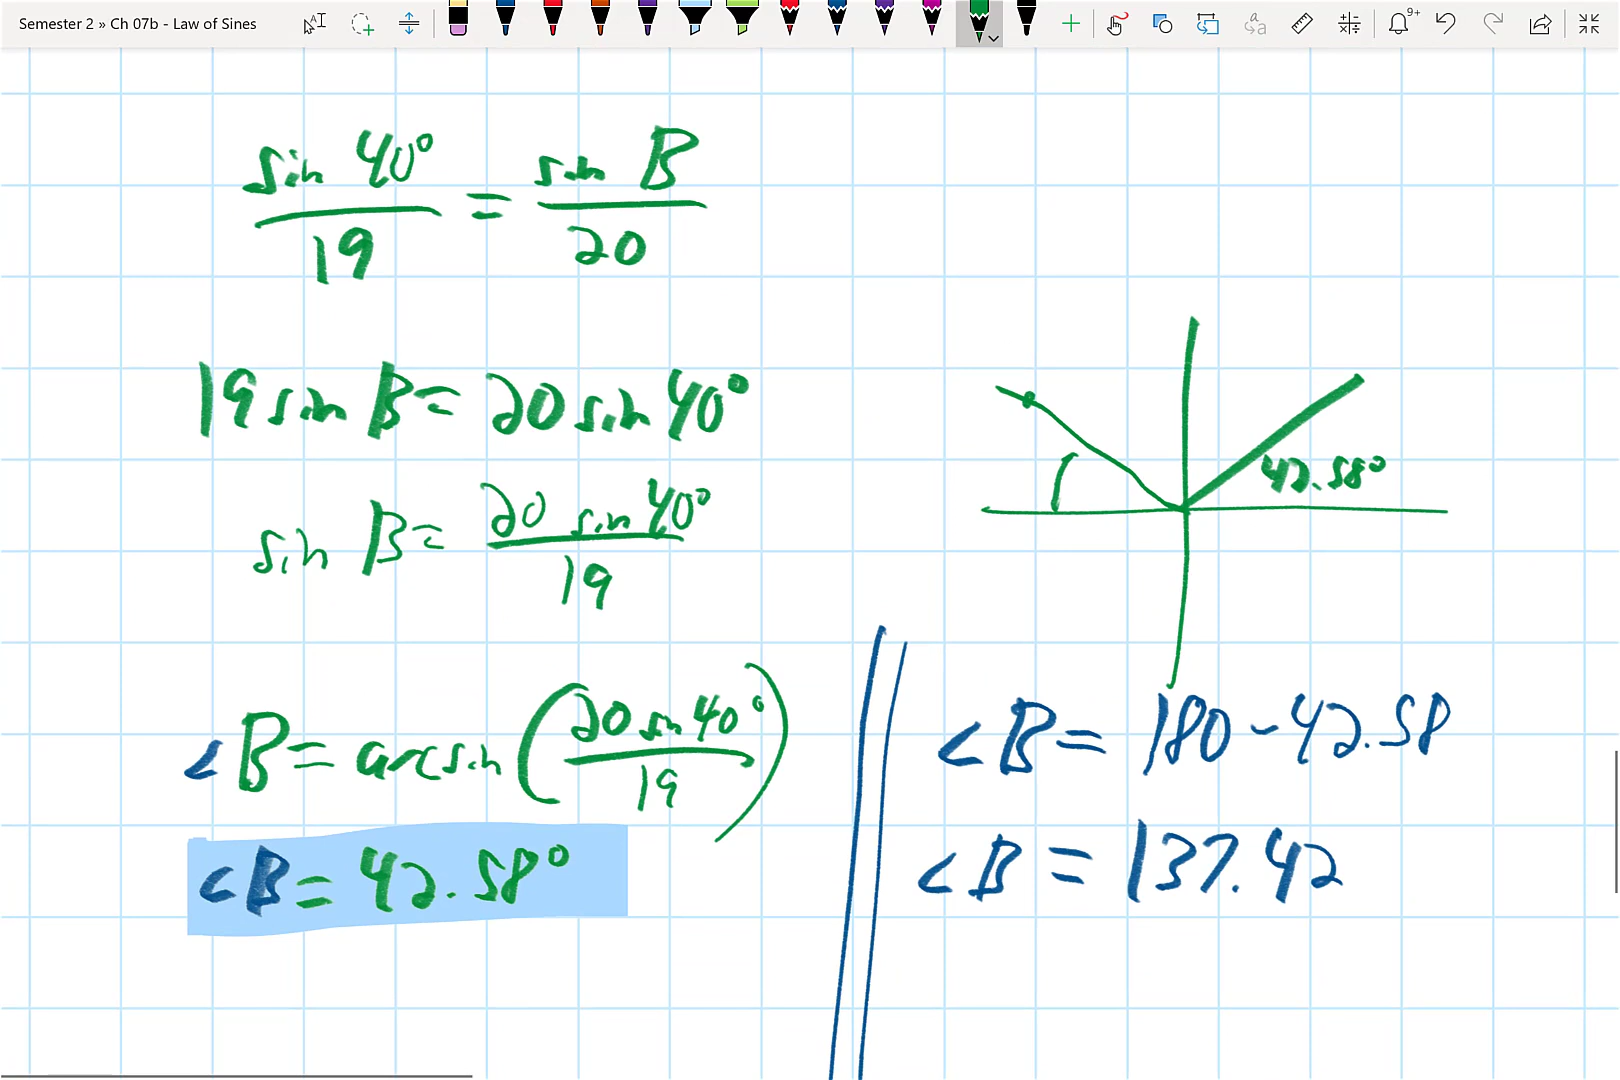 Semester 2 » Ch 07b - Law of Sines
9+
sin 40° / 19 = sin B / 20
19 sin B = 20 sin 40°
sin B = 20 sin 40° / 19
42.58°
∠B = arcsin (20 sin 40° / 19)
∠B = 42.58°
∠B = 180 - 42.58
∠B = 137.42